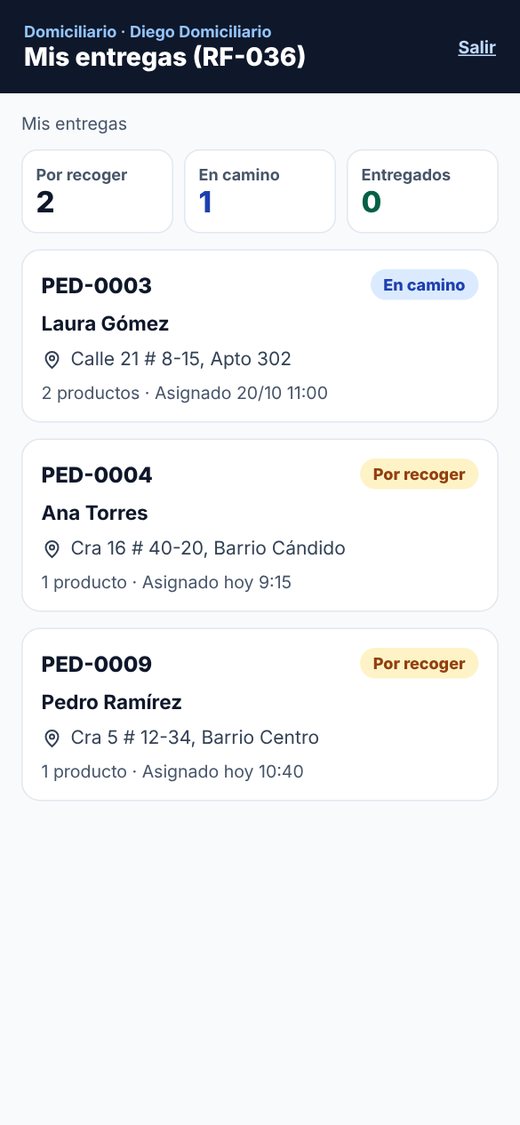 Domiciliario · Diego Domiciliario
Mis entregas (RF-036)
Salir
Mis entregas
Por recoger
2
En camino
1
Entregados
0
PED-0003
En camino
Laura Gómez
Calle 21 # 8-15, Apto 302
2 productos · Asignado 20/10 11:00
PED-0004
Por recoger
Ana Torres
Cra 16 # 40-20, Barrio Cándido
1 producto · Asignado hoy 9:15
PED-0009
Por recoger
Pedro Ramírez
Cra 5 # 12-34, Barrio Centro
1 producto · Asignado hoy 10:40